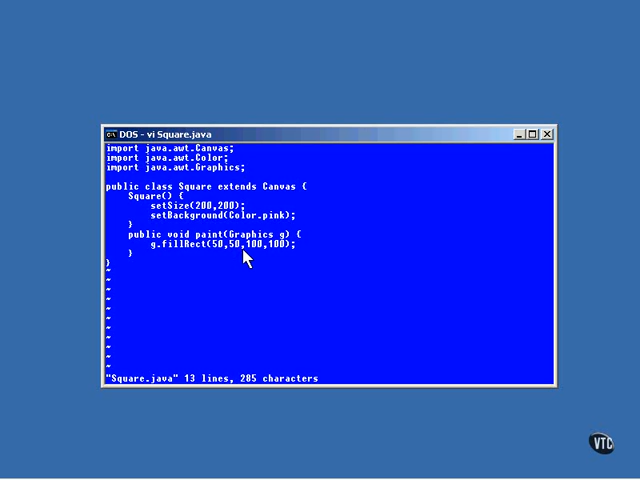 DOS - vi Square.java
import java.awt.Canvas;
import java.awt.Color;
import java.awt.Graphics;
public class Square extends Canvas {
Square() {
setSize(200,200);
setBackground(Color.pink);
}
public void paint(Graphics g) {
g.fillRect(50,50,100,100);
}
}
~
~
~
~
~
~
~
~
~
~
~
"Square.java" 13 lines, 285 characters
VTC